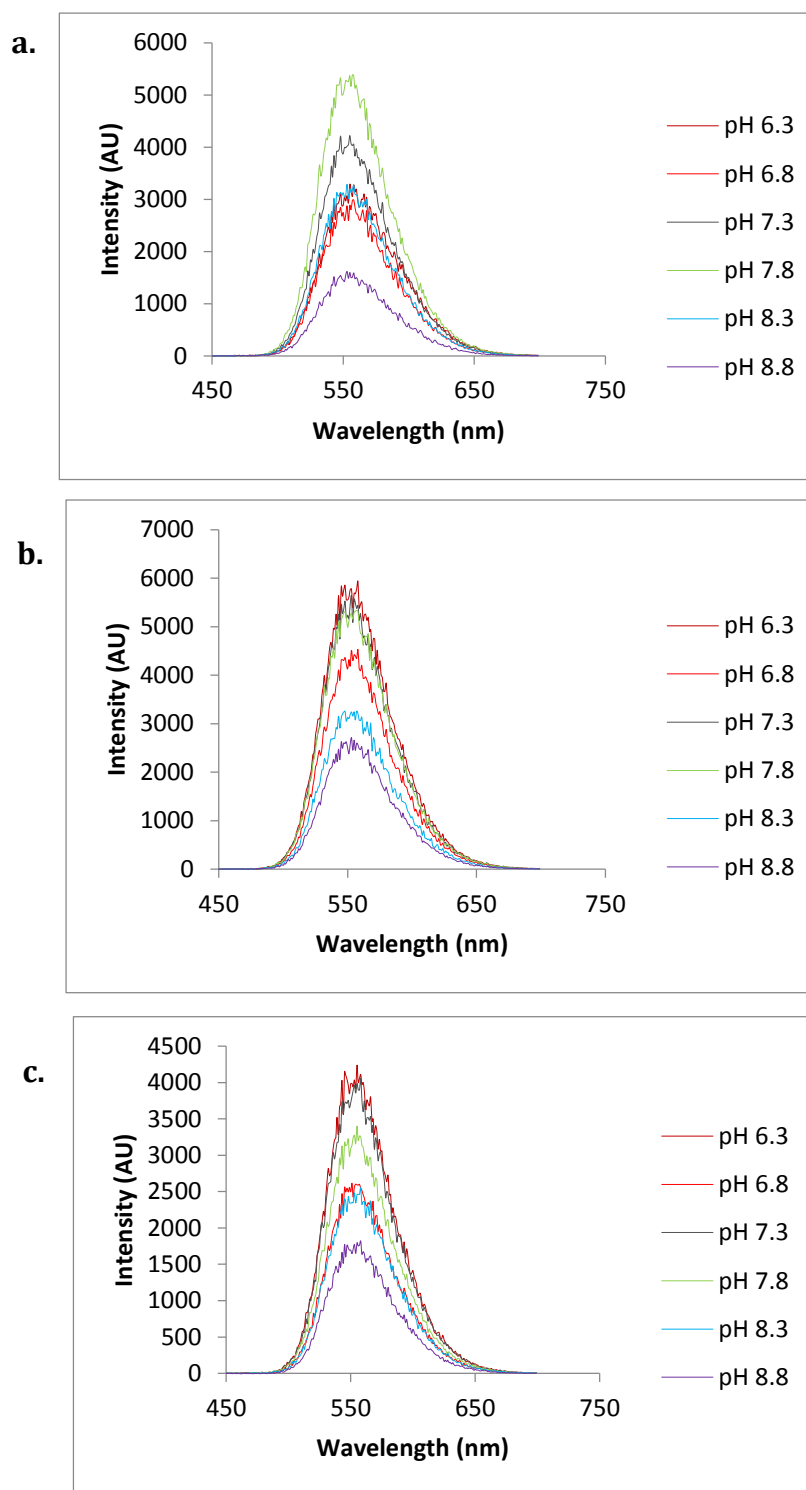 a.
6000
5000
4000
3000
2000
1000
0
450 550 650 750
Intensity (AU)
Wavelength (nm)
pH 6.3
pH 6.8
pH 7.3
pH 7.8
pH 8.3
pH 8.8
b.
7000
6000
5000
4000
3000
2000
1000
0
450 550 650 750
Intensity (AU)
Wavelength (nm)
pH 6.3
pH 6.8
pH 7.3
pH 7.8
pH 8.3
pH 8.8
c.
4500
4000
3500
3000
2500
2000
1500
1000
500
0
450 550 650 750
Intensity (AU)
Wavelength (nm)
pH 6.3
pH 6.8
pH 7.3
pH 7.8
pH 8.3
pH 8.8